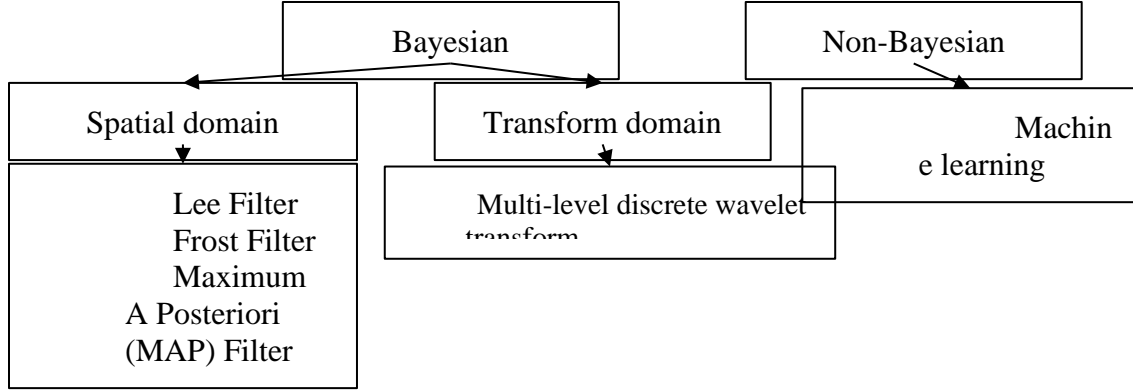 Bayesian
Non-Bayesian
Spatial domain
Transform domain
Machin
e learning
Lee Filter
Frost Filter
Maximum
A Posteriori
(MAP) Filter
Multi-level discrete wavelet
transform